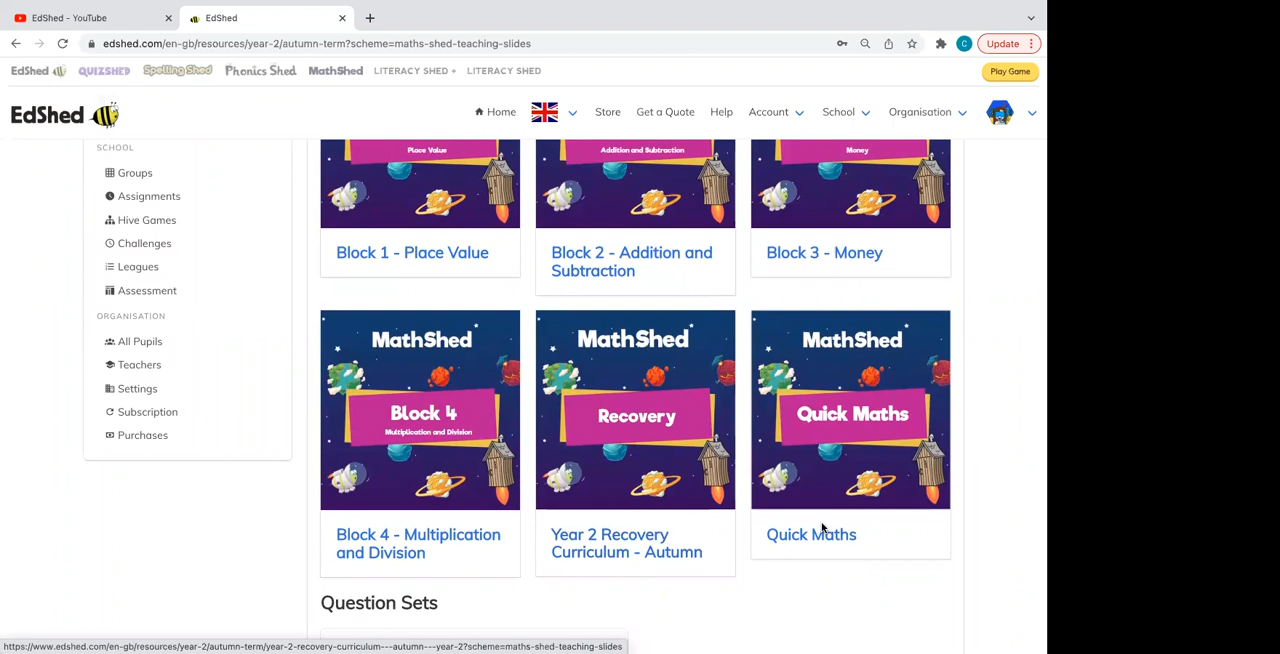 EdShed - YouTube
EdShed
edshed.com/en-gb/resources/year-2/autumn-term?scheme=maths-shed-teaching-slides
C
Update
EdShed
QUIZSHED
Spelling Shed
Phonics Shed
MathShed
LITERACY SHED +
LITERACY SHED
Play Game
EdShed
Home
Store
Get a Quote
Help
Account
School
Organisation
SCHOOL
Groups
Assignments
Hive Games
Challenges
Leagues
Assessment
ORGANISATION
All Pupils
Teachers
Settings
Subscription
Purchases
Place Value
Addition and Subtraction
Money
Block 1 - Place Value
Block 2 - Addition and
Subtraction
Block 3 - Money
MathShed
Block 4
Multiplication and Division
MathShed
Recovery
MathShed
Quick Maths
Block 4 - Multiplication
and Division
Year 2 Recovery
Curriculum - Autumn
Quick Maths
Question Sets
https://www.edshed.com/en-gb/resources/year-2/autumn-term/year-2-recovery-curriculum---autumn---year-2?scheme=maths-shed-teaching-slides